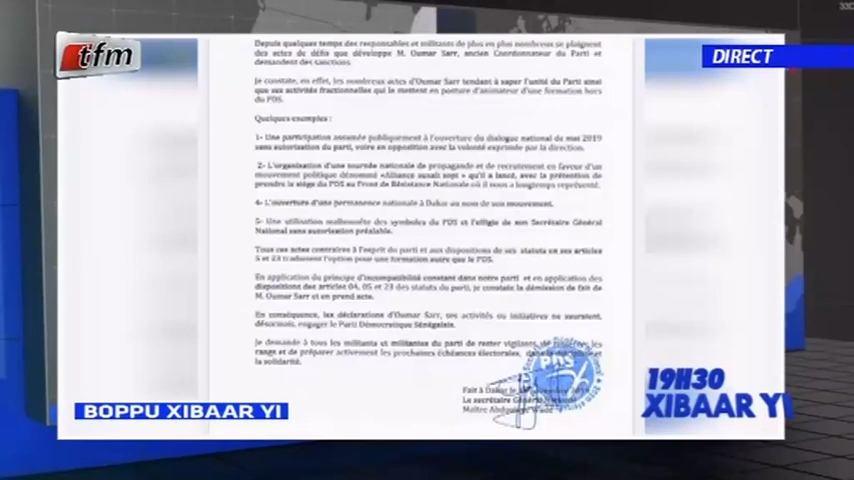 tfm
DIRECT
Depuis quelques temps des responsables et militants de plus en plus nombreux se plaignent
des actes de défis que développe M. Oumar Sarr, ancien Coordonnateur du Parti et
demandent des sanctions.
Je constate, en effet, les nombreux actes d'Oumar Sarr tendant à saper l'unité du Parti ainsi
que ses activités fractionnelles qui le mettent en posture d'animateur d'une formation hors
du PDS.
Quelques exemples :
1- Une participation assumée publiquement à l'ouverture du dialogue national de mai 2019
sans autorisation du parti, voire en opposition avec la volonté exprimée par la direction.
2- L'organisation d'une tournée nationale de propagande et de recrutement en faveur d'un
mouvement politique dénommé «Alliance sopi» qu'il a lancé, avec la prétention de
prendre le siège du PDS au Front de Résistance Nationale où il nous a longtemps représenté.
4- L'ouverture d'une permanence nationale à Dakar au nom de son mouvement.
5- Une utilisation malhonnête des symboles du PDS et l'effigie de son Secrétaire Général
National sans autorisation préalable.
Tous ces actes contraires à l'esprit du parti et aux dispositions de ses statuts en ses articles
5 et 23 traduisent l'option pour une formation autre que le PDS.
En application du principe d'incompatibilité constant dans notre parti et en application des
dispositions des articles 04, 05 et 23 des statuts du parti, je constate la démission de fait de
M. Oumar Sarr et en prend acte.
En conséquence, les déclarations d'Oumar Sarr, ses activités ou initiatives ne sauraient,
désormais, engager le Parti Démocratique Sénégalais.
Je demande à tous les militants et militantes du parti de rester vigilants, de les
rangs et de préparer activement les prochaines échéances électorales, dans la discipline et
la solidarité.
PDS
Fait à Dakar le
Le secrétaire Général National
Maître Abdoulaye Wade
BOPPU XIBAAR YI
19H30
XIBAAR YI